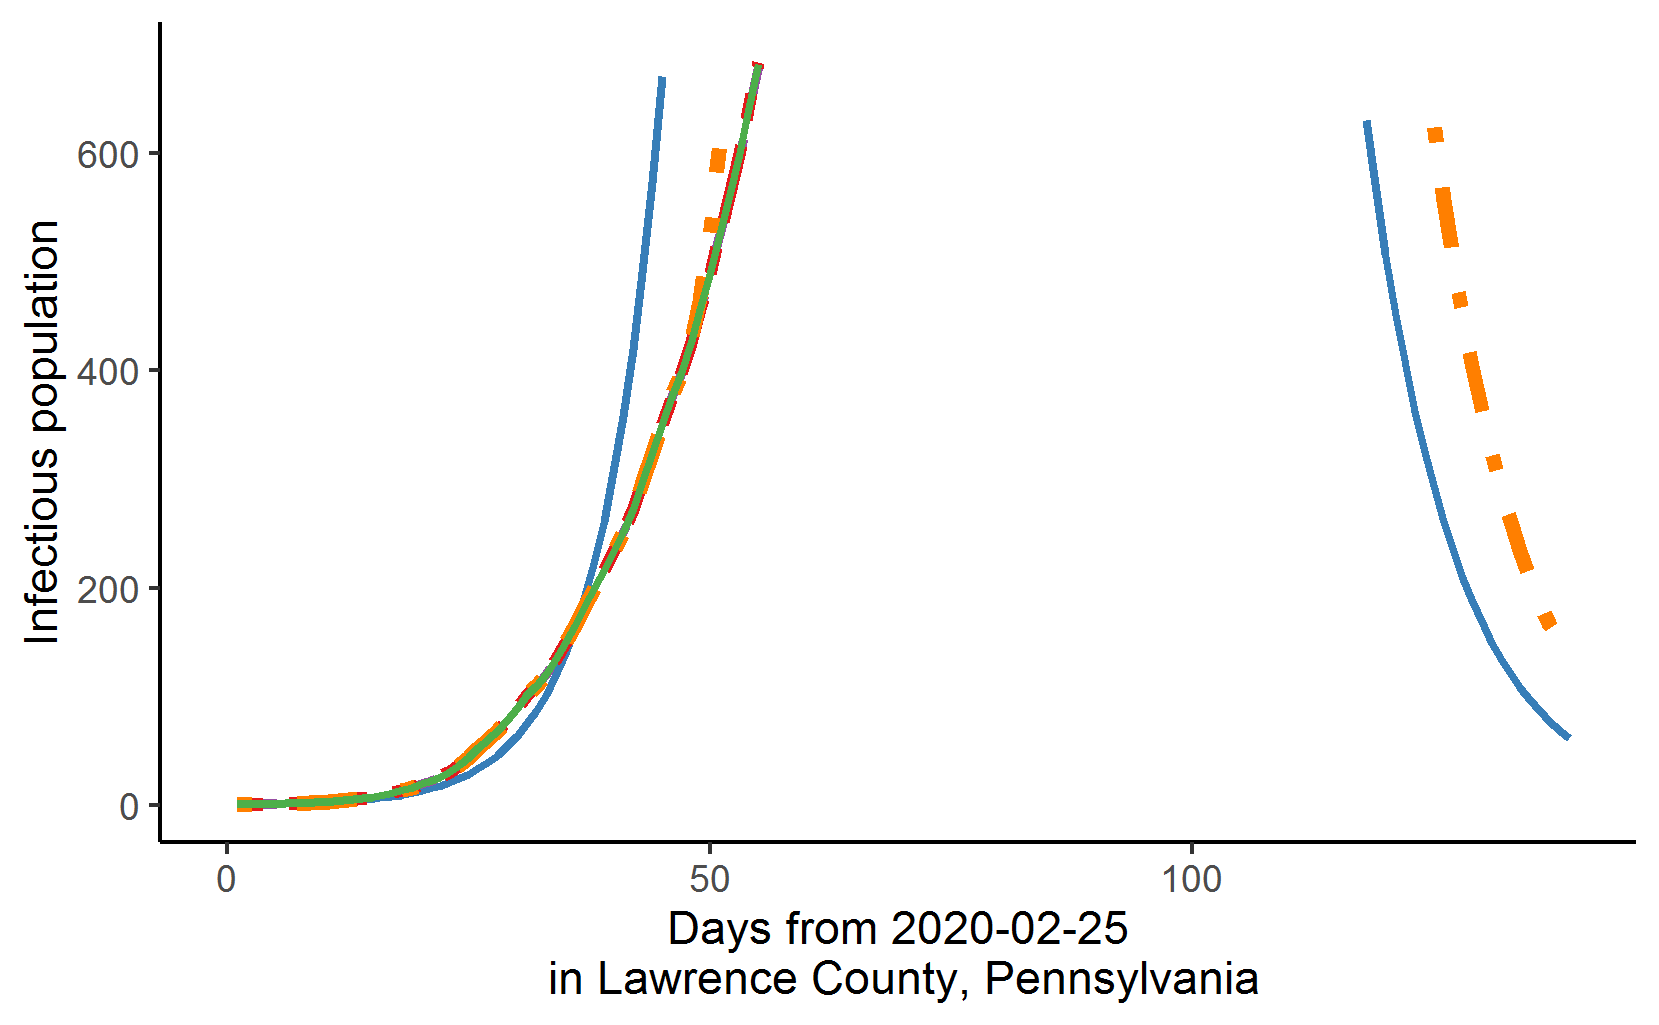 Infectious population
600
400
200
0
0 50 100
Days from 2020-02-25
in Lawrence County, Pennsylvania